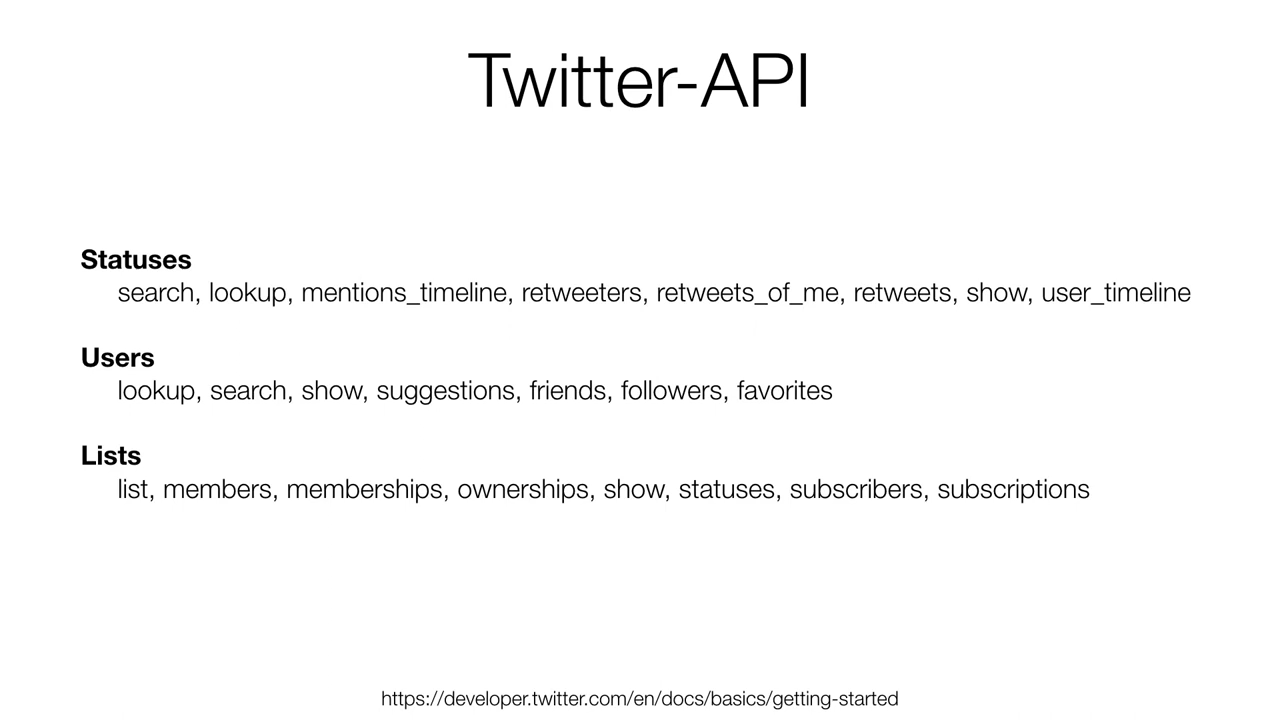 Twitter-API
Statuses
search, lookup, mentions_timeline, retweeters, retweets_of_me, retweets, show, user_timeline
Users
lookup, search, show, suggestions, friends, followers, favorites
Lists
list, members, memberships, ownerships, show, statuses, subscribers, subscriptions
https://developer.twitter.com/en/docs/basics/getting-started